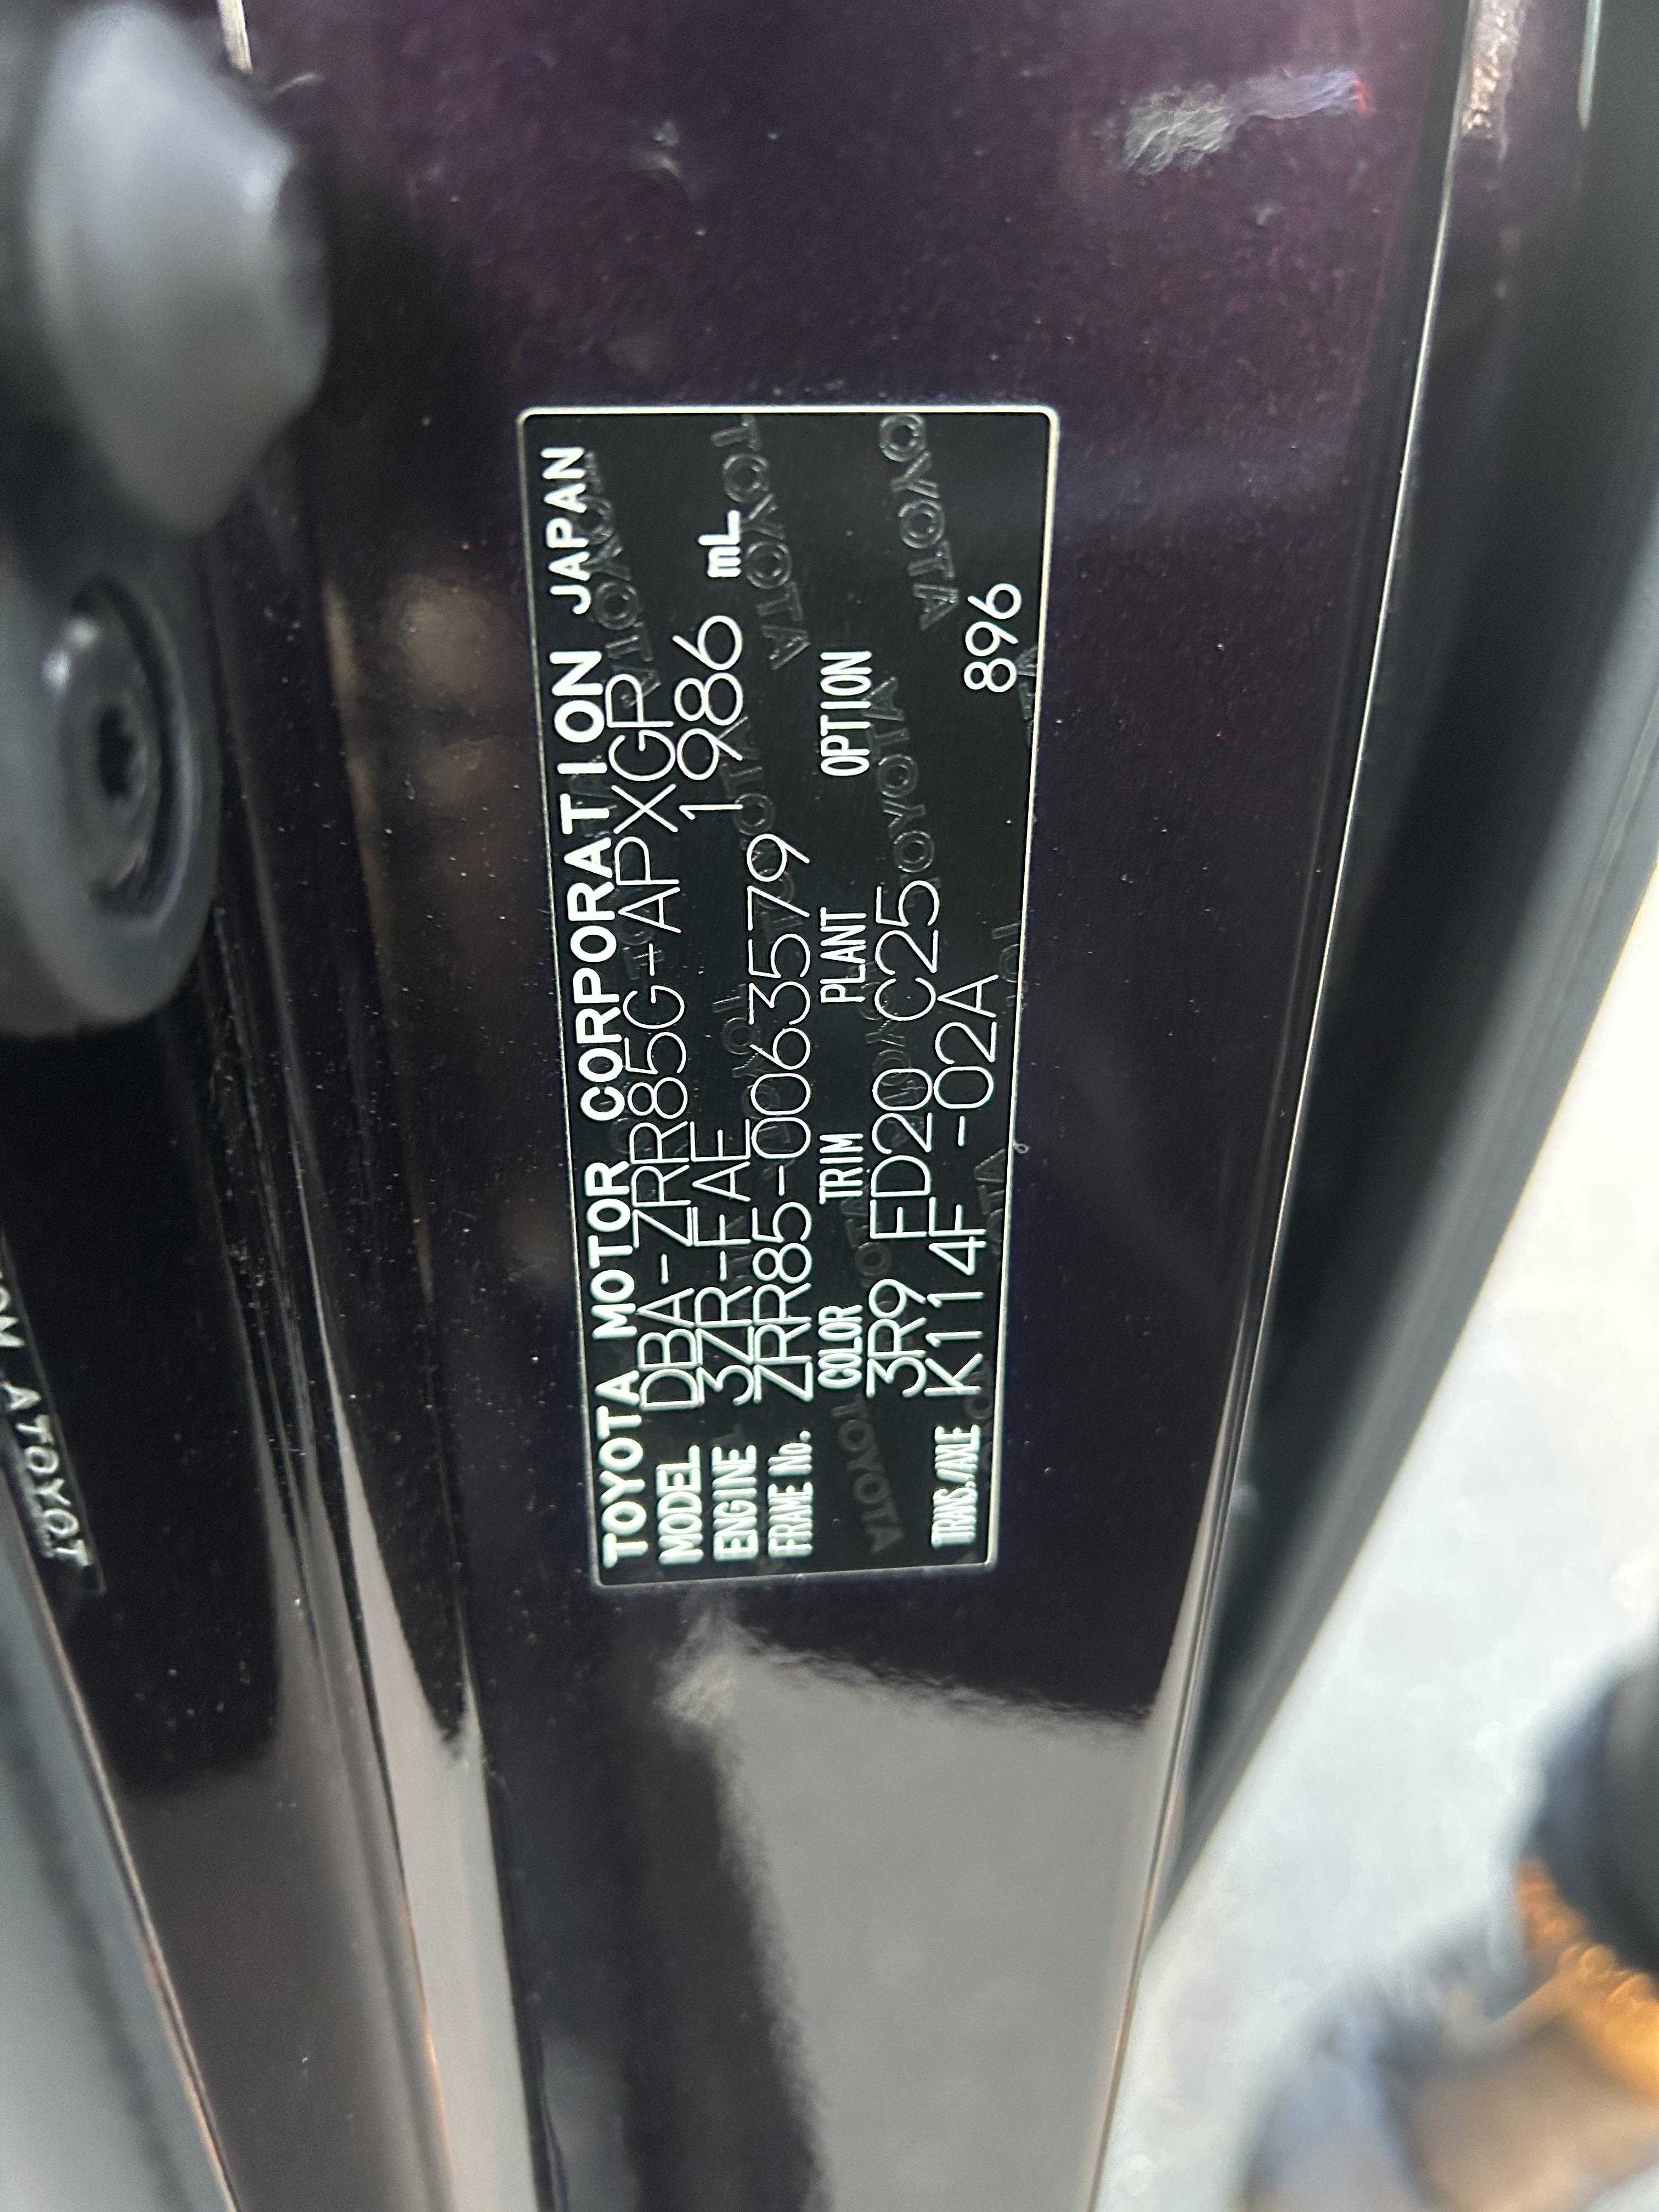 TOYOTA MOTOR CORPORATION JAPAN
MODEL DBA-ZRR85G-APXGP
ENGINE 3ZR-FAE 1986 mL
FRAME No. ZRR85-0063579
COLOR TRIM PLANT OPTION
3R9 FD20 C25
TRANS./AXLE K114F -02A 896